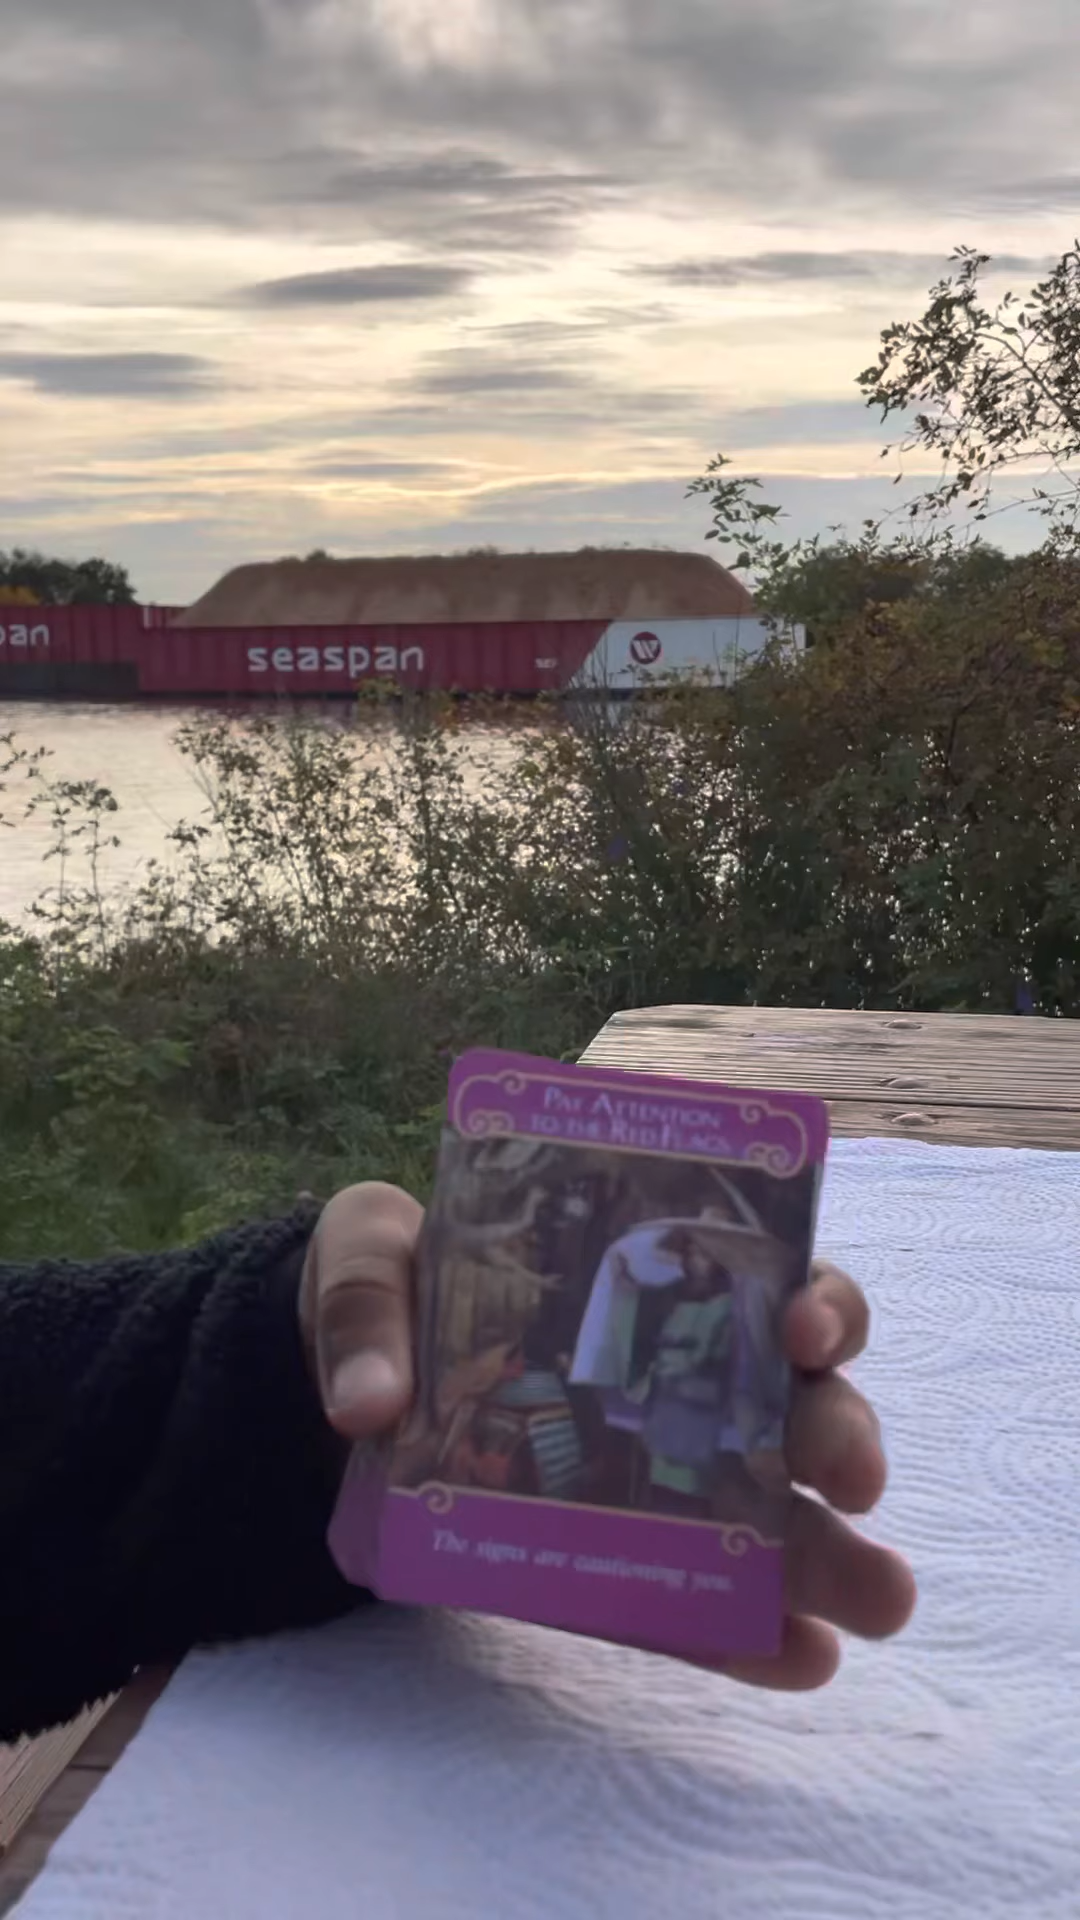 pan
seaspan
W
PAY ATTENTION
TO THE RED FLAGS
The signs are cautioning you.